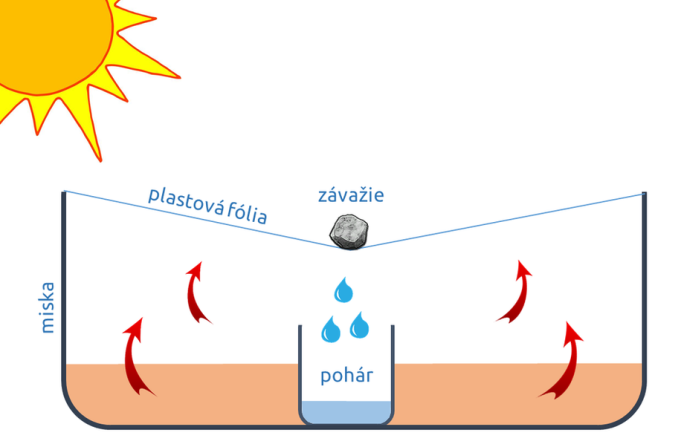 plastová fólia
závažie
miska
pohár